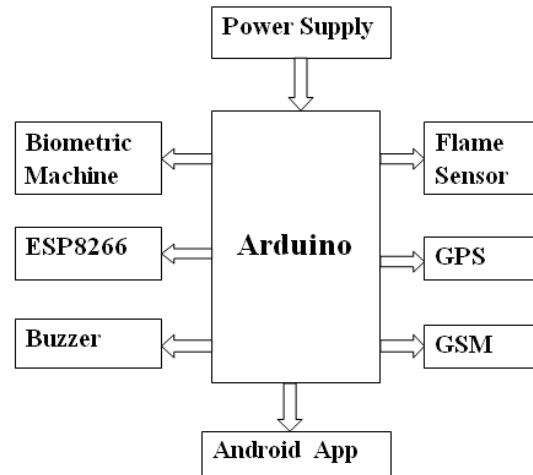 Power Supply
Biometric
Machine
Flame
Sensor
Arduino
ESP8266
GPS
Buzzer
GSM
Android App